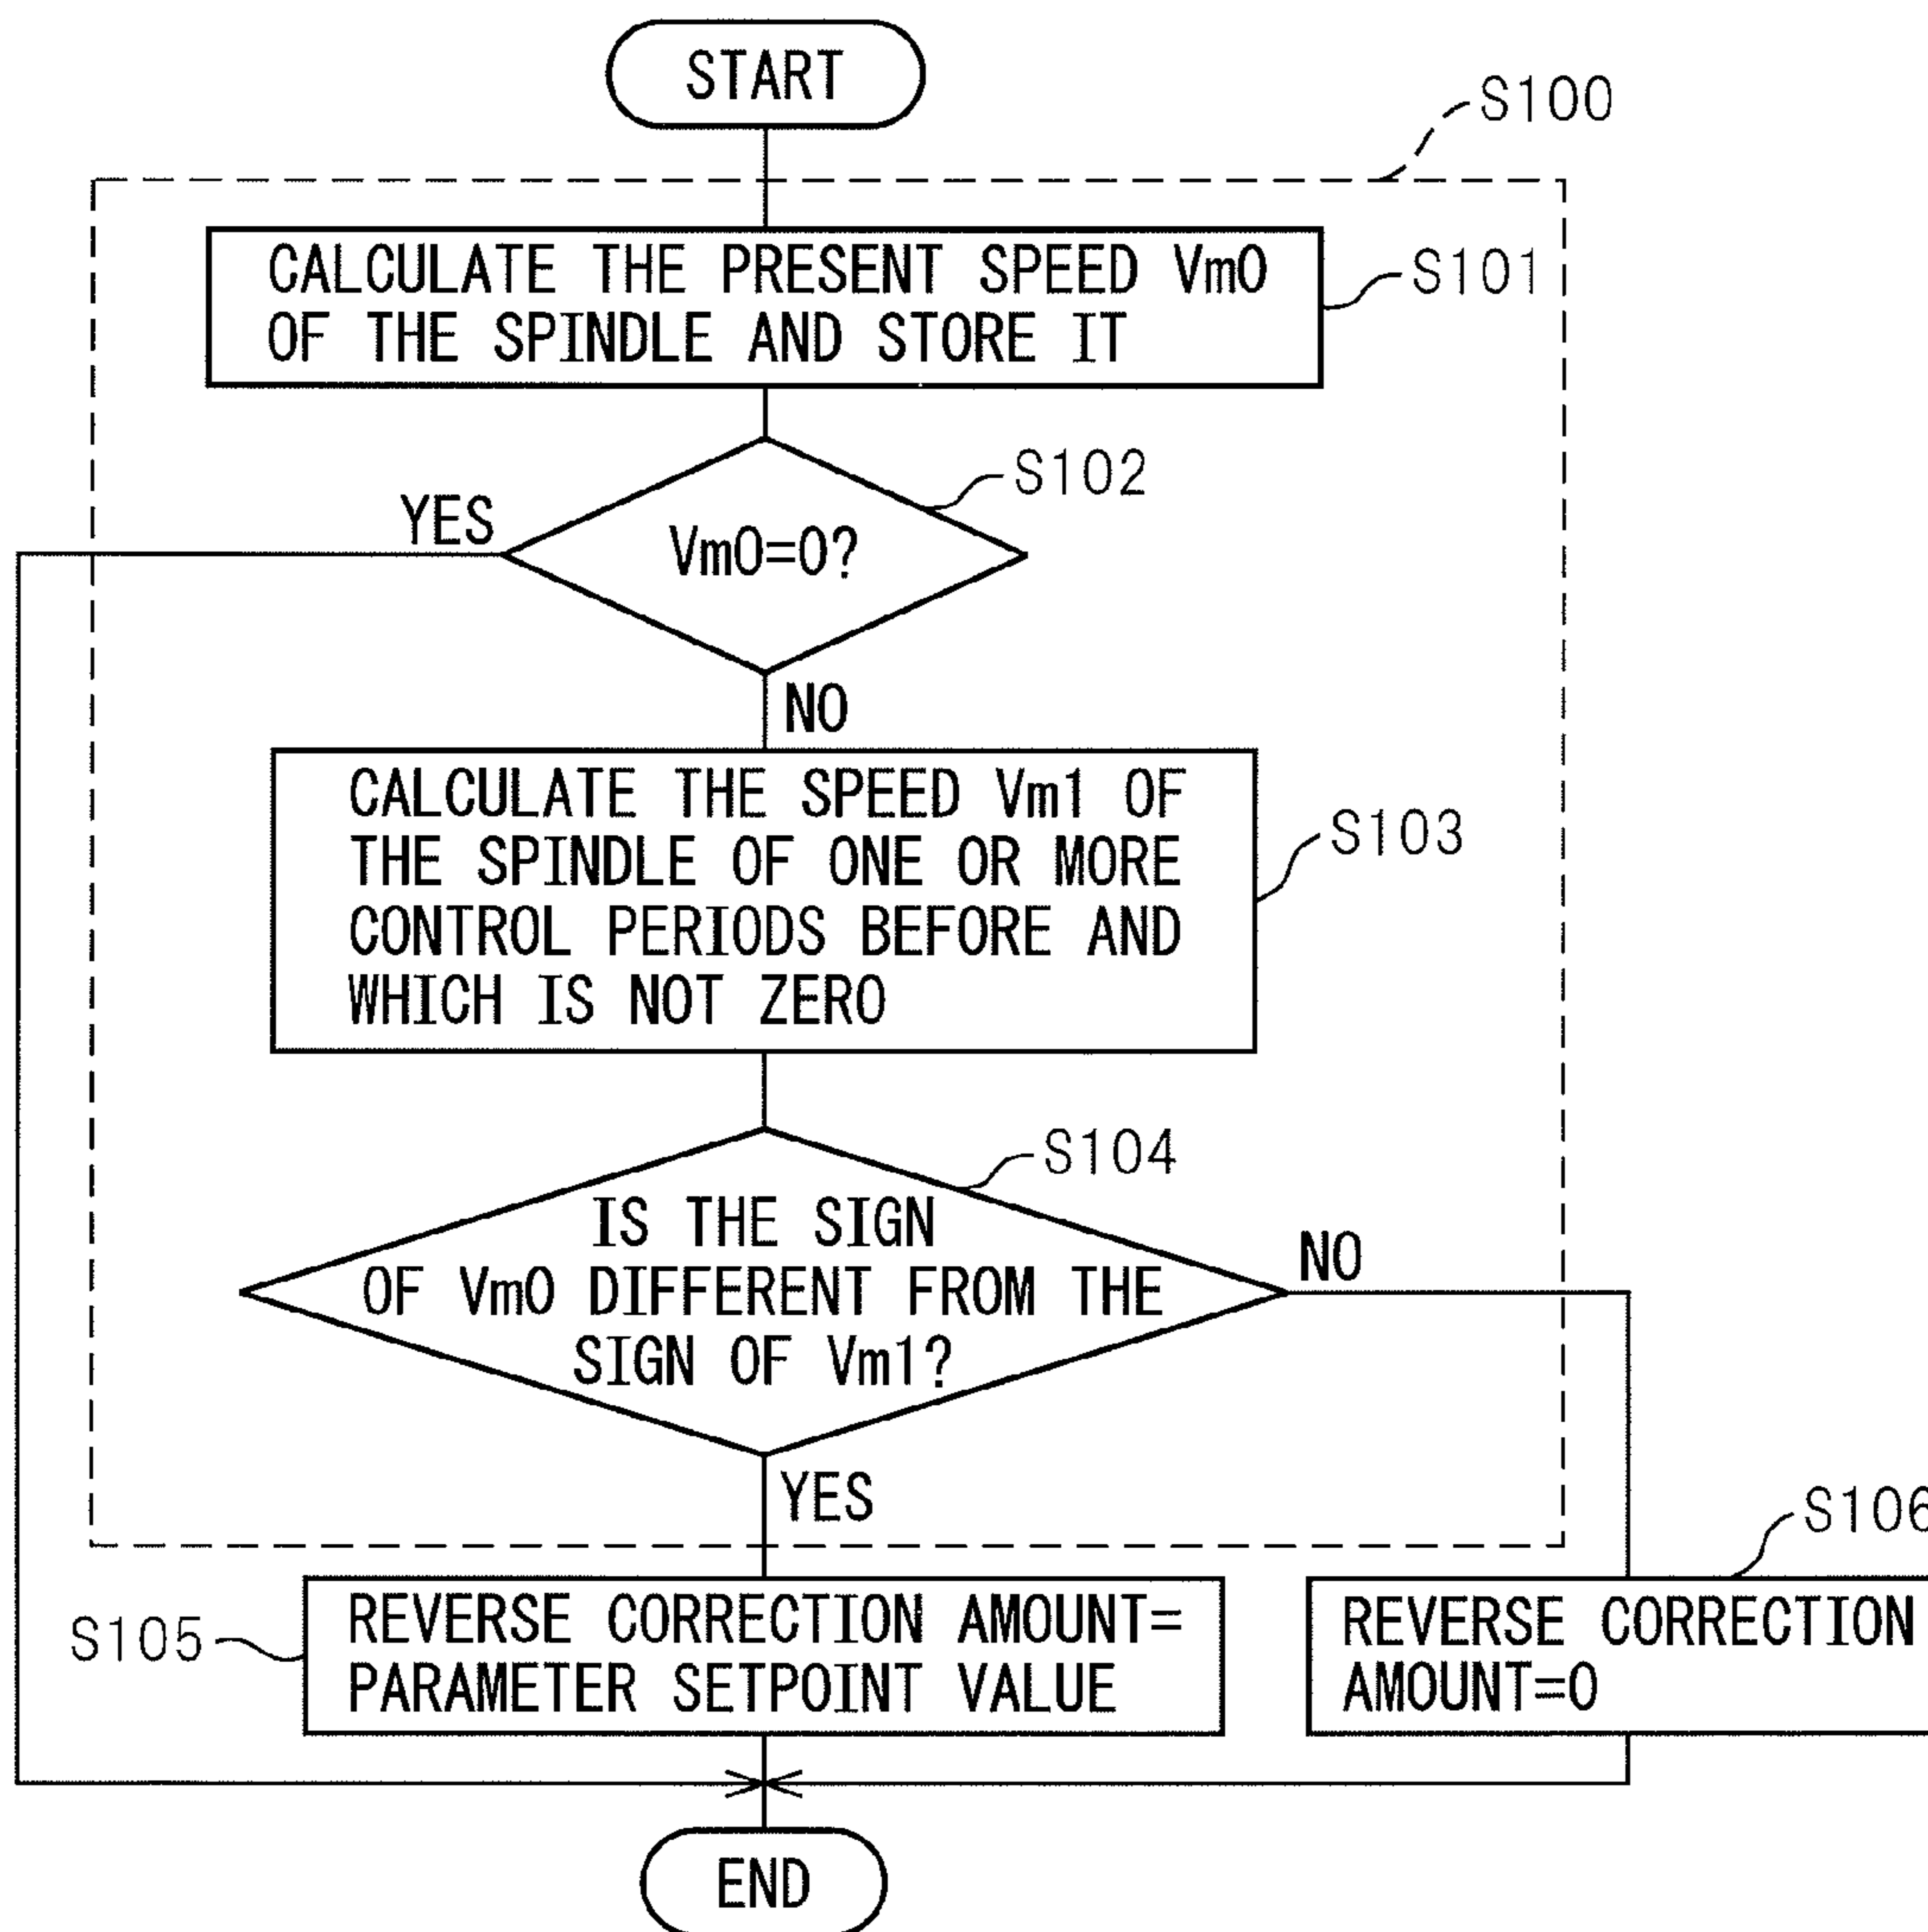 START
S100
CALCULATE THE PRESENT SPEED Vm0
OF THE SPINDLE AND STORE IT
S101
S102
YES
Vm0=0?
NO
CALCULATE THE SPEED Vm1 OF
THE SPINDLE OF ONE OR MORE
CONTROL PERIODS BEFORE AND
WHICH IS NOT ZERO
S103
S104
IS THE SIGN
OF Vm0 DIFFERENT FROM THE
SIGN OF Vm1?
NO
YES
S106
S105
REVERSE CORRECTION AMOUNT=
PARAMETER SETPOINT VALUE
REVERSE CORRECTION
AMOUNT=0
END